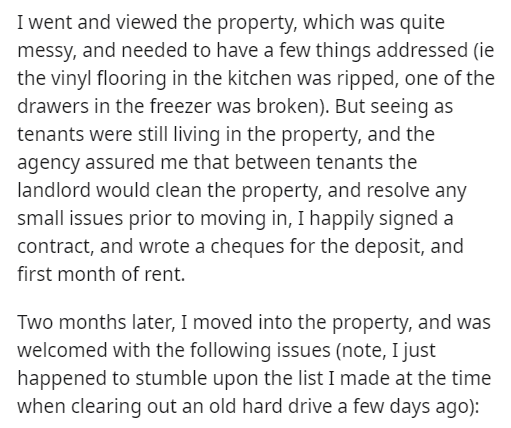 I went and viewed the property, which was quite
messy, and needed to have a few things addressed (ie
the vinyl flooring in the kitchen was ripped, one of the
drawers in the freezer was broken). But seeing as
tenants were still living in the property, and the
agency assured me that between tenants the
landlord would clean the property, and resolve any
small issues prior to moving in, I happily signed a
contract, and wrote a cheques for the deposit, and
first month of rent.
Two months later, I moved into the property, and was
welcomed with the following issues (note, I just
happened to stumble upon the list I made at the time
when clearing out an old hard drive a few days ago):